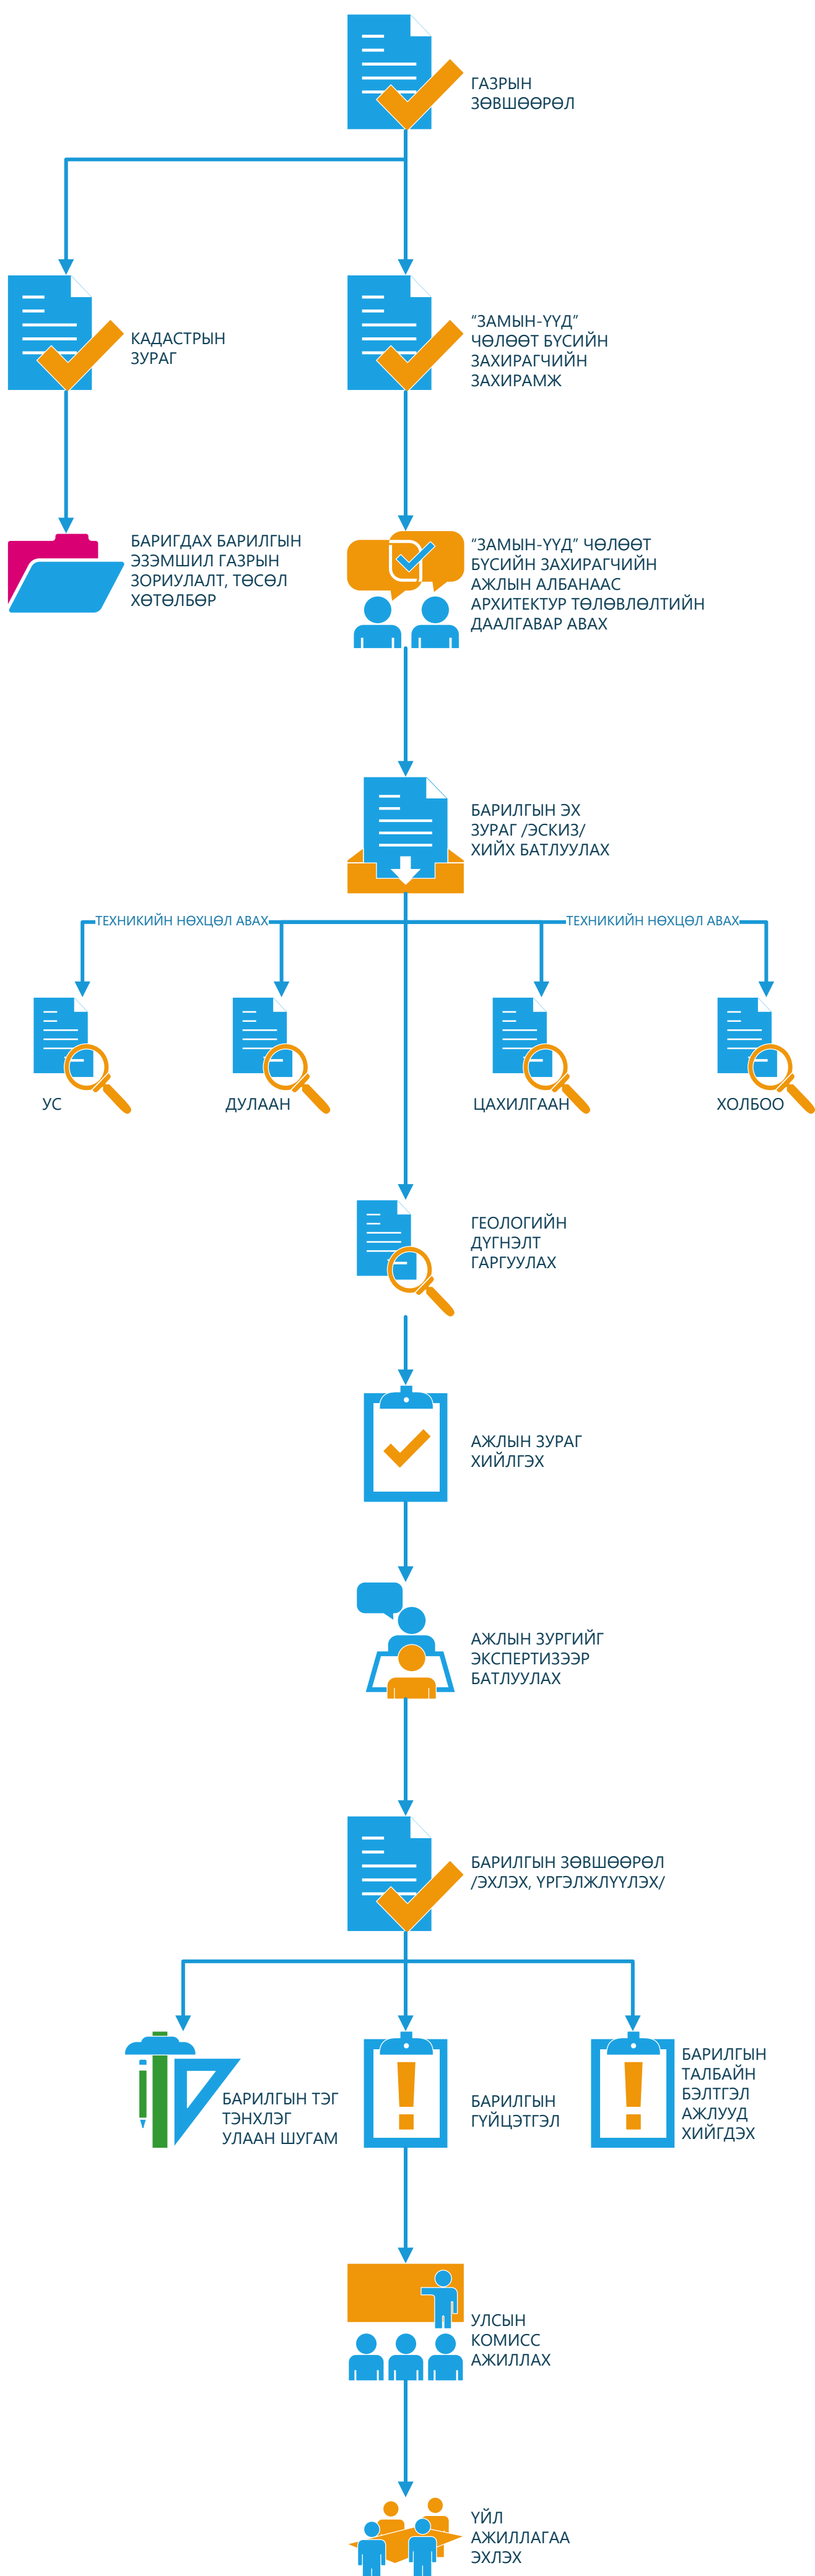 ГАЗРЫН
ЗӨВШӨӨРӨЛ
КАДАСТРЫН
ЗУРАГ
“ЗАМЫН-ҮҮД”
ЧӨЛӨӨТ БҮСИЙН
ЗАХИРАГЧИЙН
ЗАХИРАМЖ
БАРИГДАХ БАРИЛГЫН
ЭЗЭМШИЛ ГАЗРЫН
ЗОРИУЛАЛТ, ТӨСӨЛ
ХӨТӨЛБӨР
“ЗАМЫН-ҮҮД” ЧӨЛӨӨТ
БҮСИЙН ЗАХИРАГЧИЙН
АЖЛЫН АЛБАНААС
АРХИТЕКТУР ТӨЛӨВЛӨЛТИЙН
ДААЛГАВАР АВАХ
БАРИЛГЫН ЭХ
ЗУРАГ /ЭСКИЗ/
ХИЙХ БАТЛУУЛАХ
ТЕХНИКИЙН НӨХЦӨЛ АВАХ
ТЕХНИКИЙН НӨХЦӨЛ АВАХ
УС
ДУЛААН
ЦАХИЛГААН
ХОЛБОО
ГЕОЛОГИЙН
ДҮГНЭЛТ
ГАРГУУЛАХ
АЖЛЫН ЗУРАГ
ХИЙЛГЭХ
АЖЛЫН ЗУРГИЙГ
ЭКСПЕРТИЗЭЭР
БАТЛУУЛАХ
БАРИЛГЫН ЗӨВШӨӨРӨЛ
/ЭХЛЭХ, ҮРГЭЛЖЛҮҮЛЭХ/
БАРИЛГЫН ТЭГ
ТЭНХЛЭГ
УЛААН ШУГАМ
БАРИЛГЫН
ГҮЙЦЭТГЭЛ
БАРИЛГЫН
ТАЛБАЙН
БЭЛТГЭЛ
АЖЛУУД
ХИЙГДЭХ
УЛСЫН
КОМИСС
АЖИЛЛАХ
ҮЙЛ
АЖИЛЛАГАА
ЭХЛЭХ